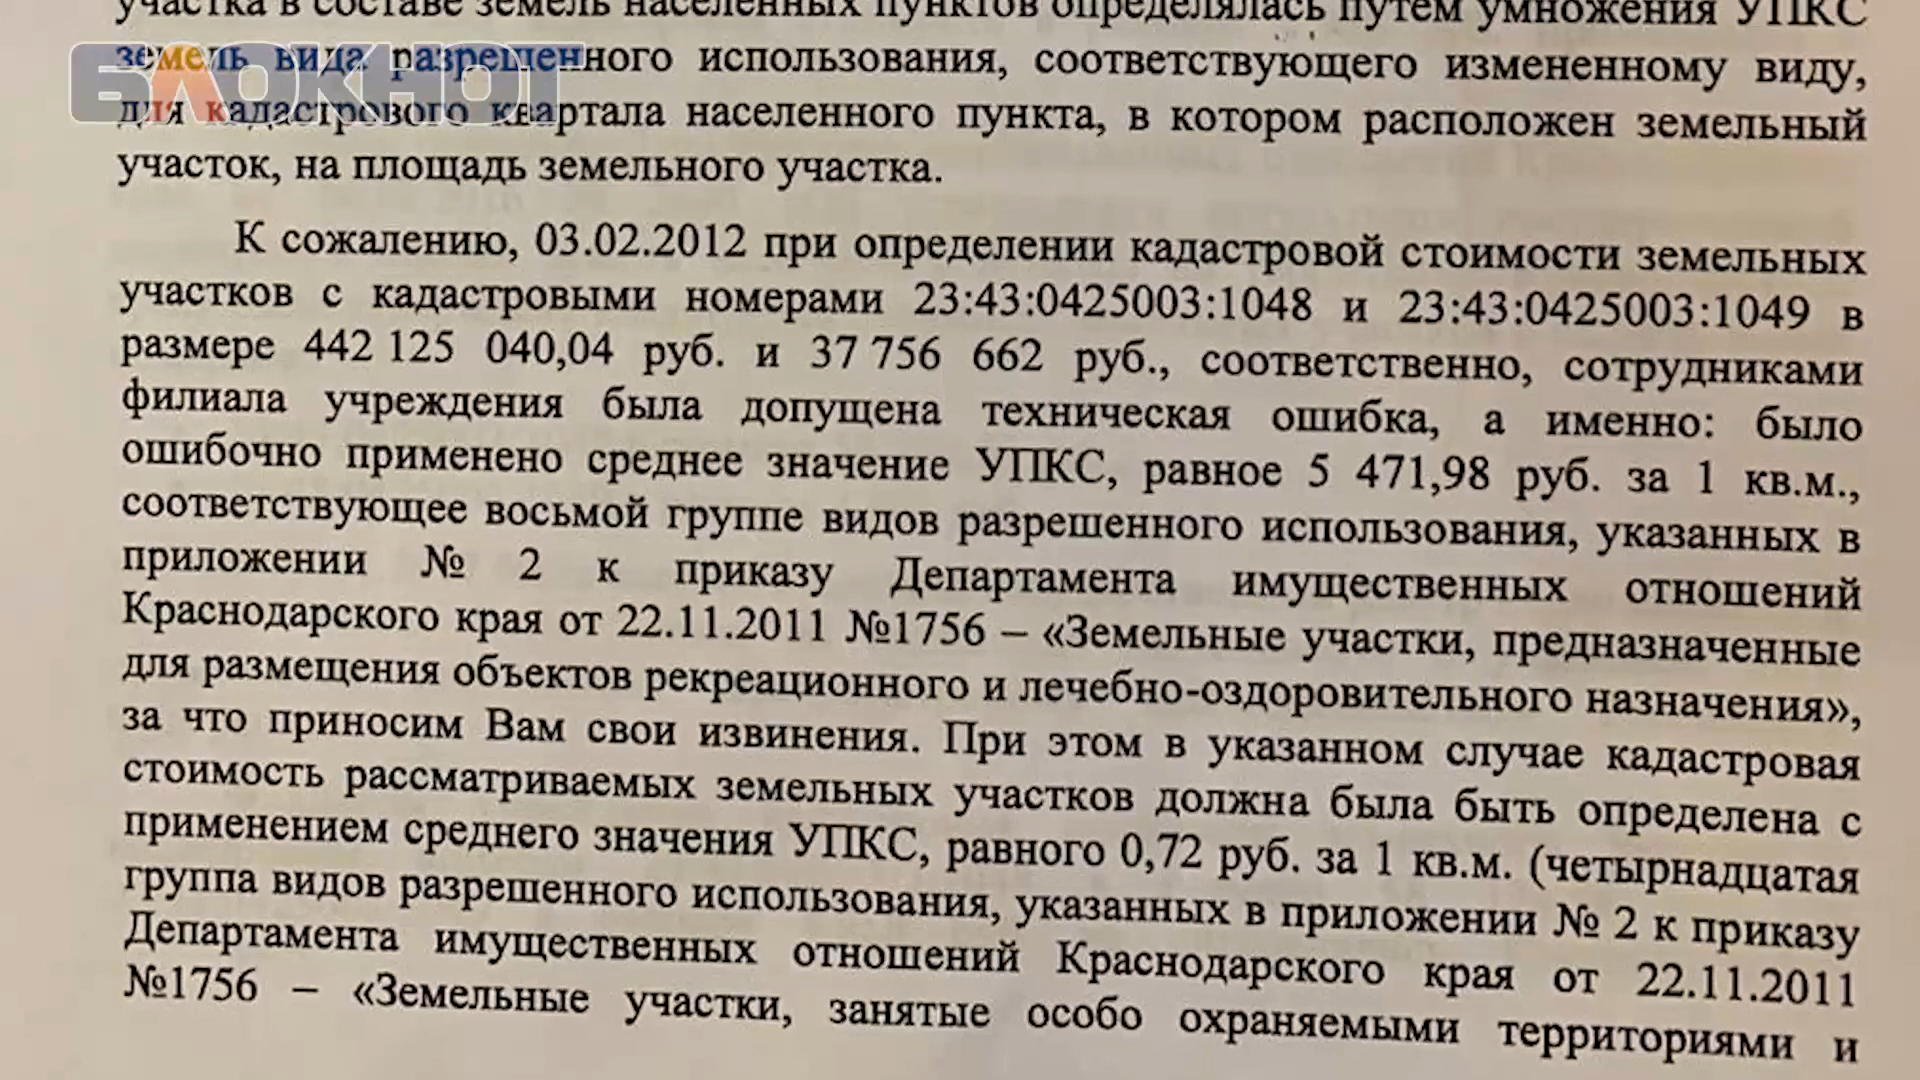 участка в составе земель населенных пунктов определялась путем умножения УПКС
БЛОКНОТ
земель вида разрешенного использования, соответствующего измененному виду,
для кадастрового квартала населенного пункта, в котором расположен земельный
участок, на площадь земельного участка.
К сожалению, 03.02.2012 при определении кадастровой стоимости земельных
участков с кадастровыми номерами 23:43:0425003:1048 и 23:43:0425003:1049 в
размере 442 125 040,04 руб. и 37 756 662 руб., соответственно, сотрудниками
филиала учреждения была допущена техническая ошибка, а именно: было
ошибочно применено среднее значение УПКС, равное 5 471,98 руб. за 1 кв.м.,
соответствующее восьмой группе видов разрешенного использования, указанных в
приложении № 2 к приказу Департамента имущественных отношений
Краснодарского края от 22.11.2011 №1756 – «Земельные участки, предназначенные
для размещения объектов рекреационного и лечебно-оздоровительного назначения»,
за что приносим Вам свои извинения. При этом в указанном случае кадастровая
стоимость рассматриваемых земельных участков должна была быть определена с
применением среднего значения УПКС, равного 0,72 руб. за 1 кв.м. (четырнадцатая
группа видов разрешенного использования, указанных в приложении № 2 к приказу
Департамента имущественных отношений Краснодарского края от 22.11.2011
№1756 – «Земельные участки, занятые особо охраняемыми территориями и